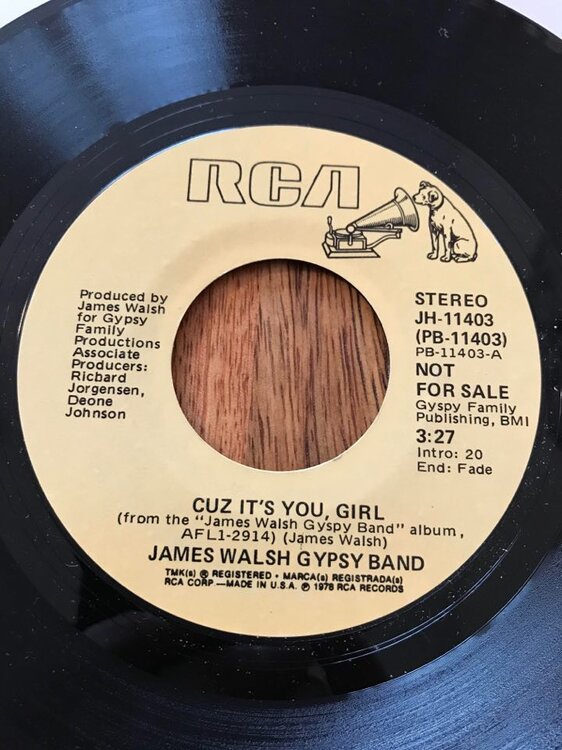 RCA
Produced by
James Walsh
for Gypsy
Family
Productions
Associate
Producers:
Richard
Jorgensen,
Deone
Johnson
STEREO
JH-11403
(PB-11403)
PB-11403-A
NOT
FOR SALE
Gyspy Family
Publishing, BMI
3:27
Intro: 20
End: Fade
CUZ IT'S YOU, GIRL
(from the "James Walsh Gyspy Band" album,
AFL1-2914) (James Walsh)
JAMES WALSH GYPSY BAND
TMK(s) ® REGISTERED • MARCA(s) REGISTRADA(s)
RCA CORP.—MADE IN U.S.A. ℗ 1978 RCA RECORDS